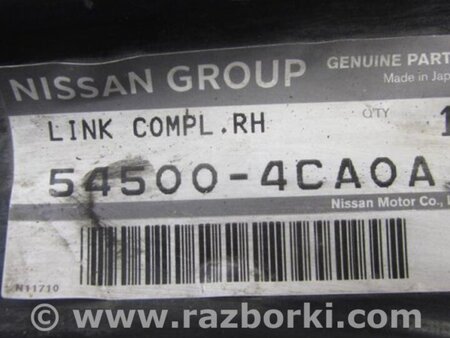 NISSAN GROUP
GENUINE PART
Made in Jap
LINK COMPL.RH
QTY 1
54500-4CA0A
Nissan Motor Co.,
N11710
© www.razborki.com